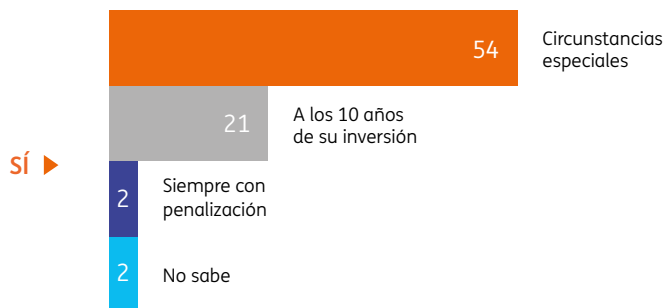 54
Circunstancias
especiales
21
A los 10 años
de su inversión
SÍ
2
Siempre con
penalización
2
No sabe